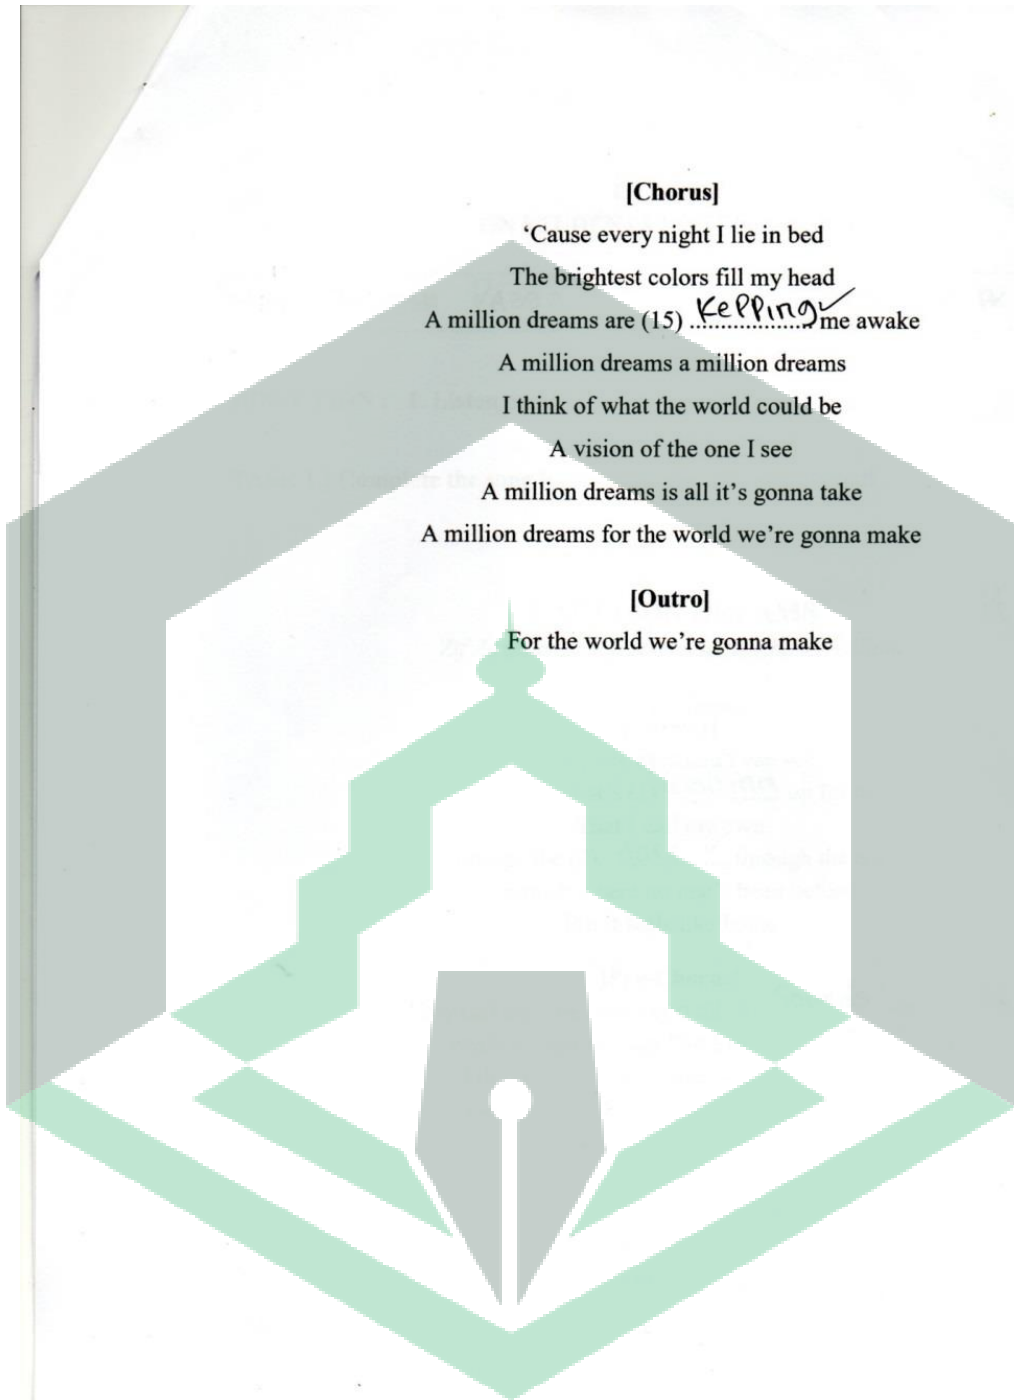 [Chorus]
‘Cause every night I lie in bed
The brightest colors fill my head
A million dreams are (15) Kepping me awake
A million dreams a million dreams
I think of what the world could be
A vision of the one I see
A million dreams is all it's gonna take
A million dreams for the world we're gonna make
[Outro]
For the world we're gonna make